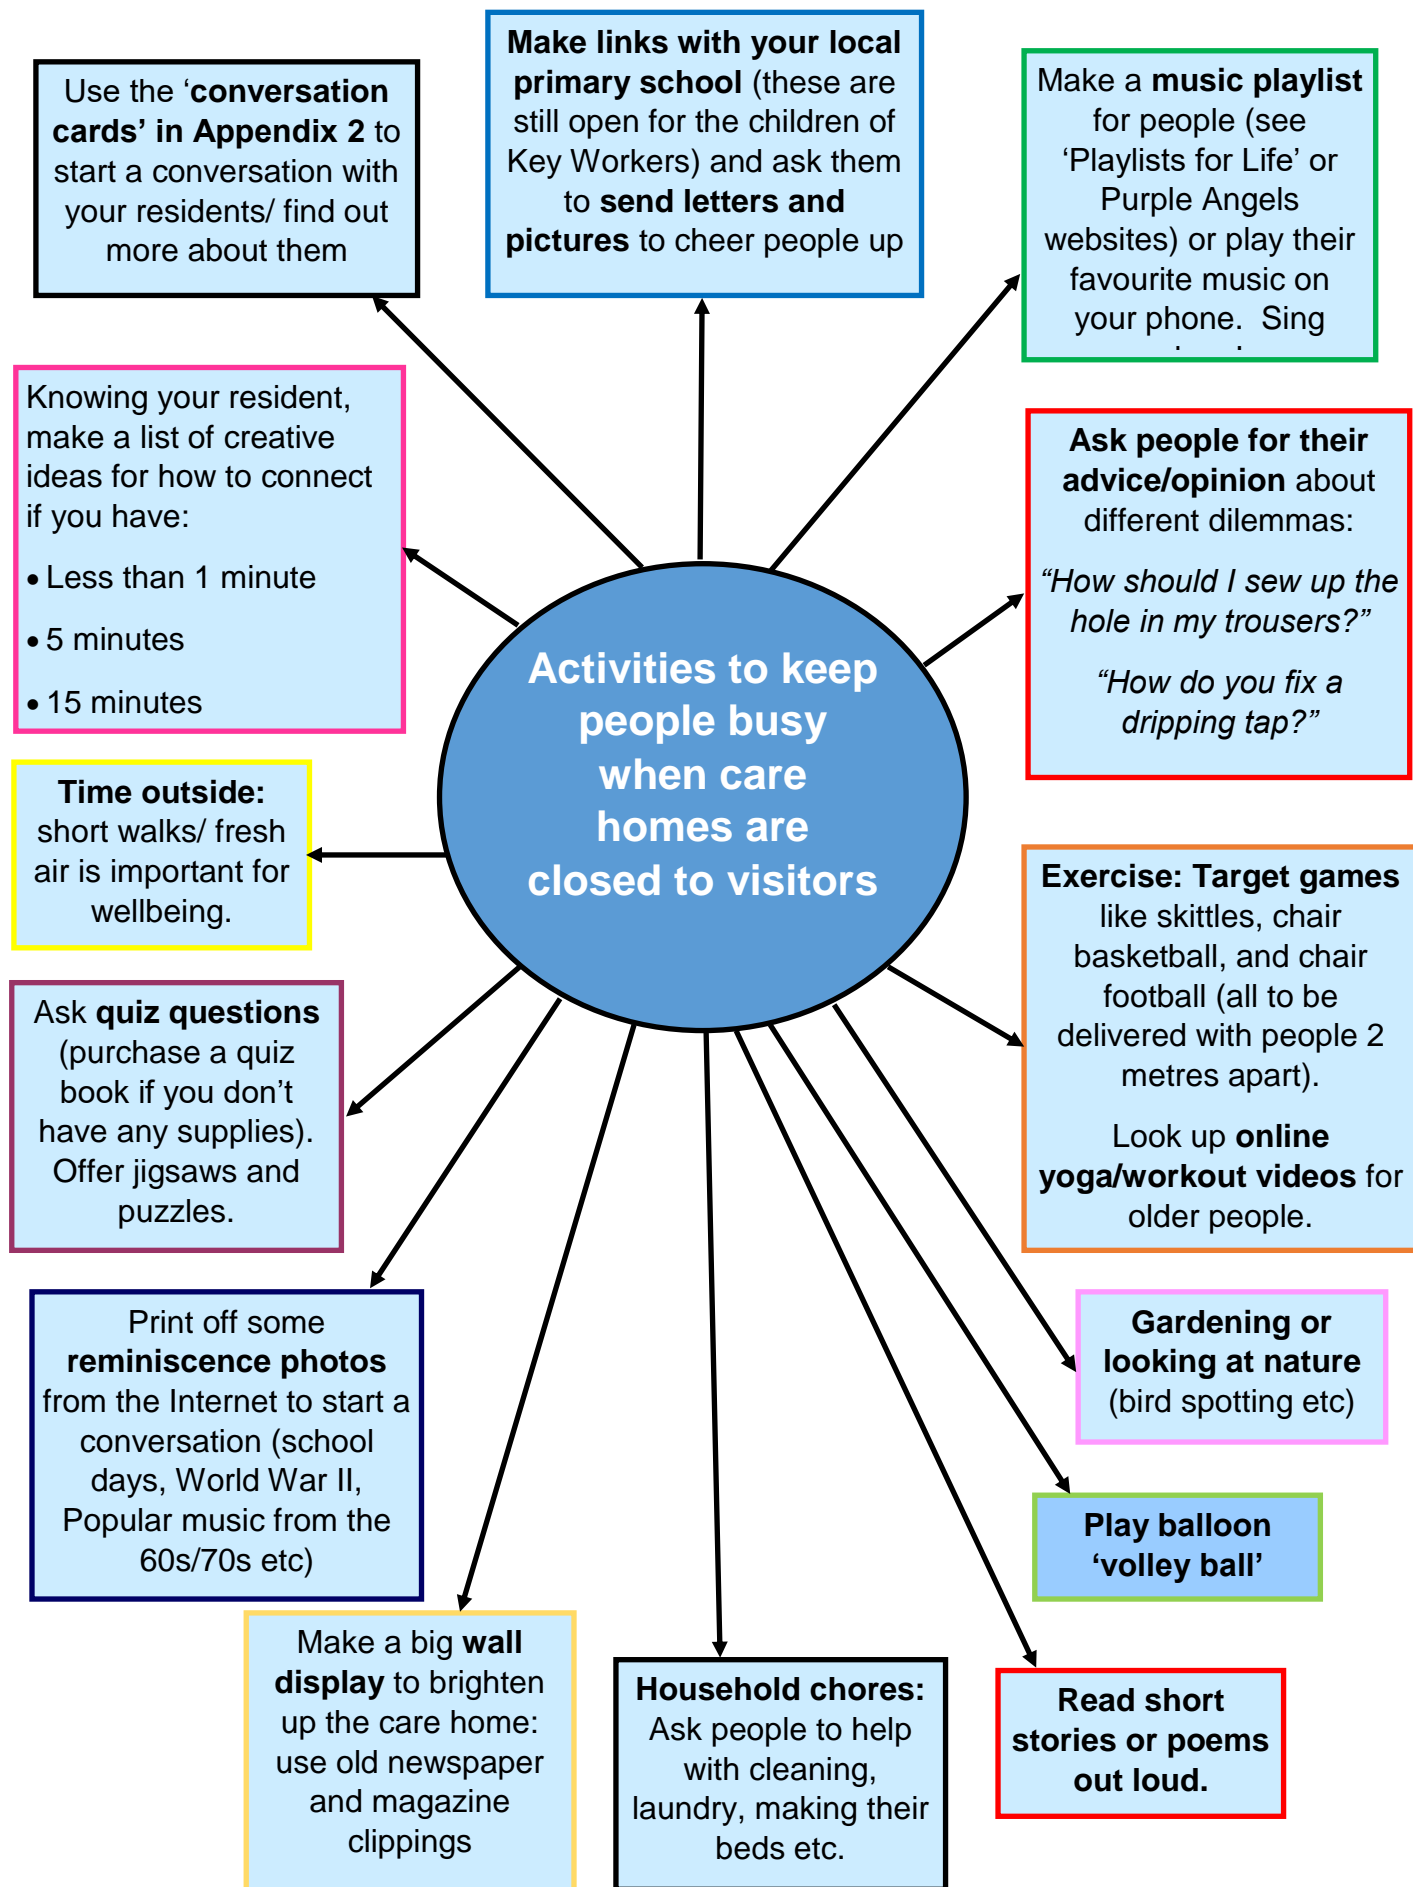 Use the ‘conversation
cards’ in Appendix 2 to
start a conversation with
your residents/ find out
more about them
Make links with your local
primary school (these are
still open for the children of
Key Workers) and ask them
to send letters and
pictures to cheer people up
Make a music playlist
for people (see
‘Playlists for Life’ or
Purple Angels
websites) or play their
favourite music on
your phone.  Sing
Knowing your resident,
make a list of creative
ideas for how to connect
if you have:
• Less than 1 minute
• 5 minutes
• 15 minutes
Ask people for their
advice/opinion about
different dilemmas:
“How should I sew up the
hole in my trousers?”
“How do you fix a
dripping tap?”
Activities to keep
people busy
when care
homes are
closed to visitors
Time outside:
short walks/ fresh
air is important for
wellbeing.
Exercise: Target games
like skittles, chair
basketball, and chair
football (all to be
delivered with people 2
metres apart).
Look up online
yoga/workout videos for
older people.
Ask quiz questions
(purchase a quiz
book if you don’t
have any supplies).
Offer jigsaws and
puzzles.
Print off some
reminiscence photos
from the Internet to start a
conversation (school
days, World War II,
Popular music from the
60s/70s etc)
Gardening or
looking at nature
(bird spotting etc)
Play balloon
‘volley ball’
Make a big wall
display to brighten
up the care home:
use old newspaper
and magazine
clippings
Household chores:
Ask people to help
with cleaning,
laundry, making their
beds etc.
Read short
stories or poems
out loud.